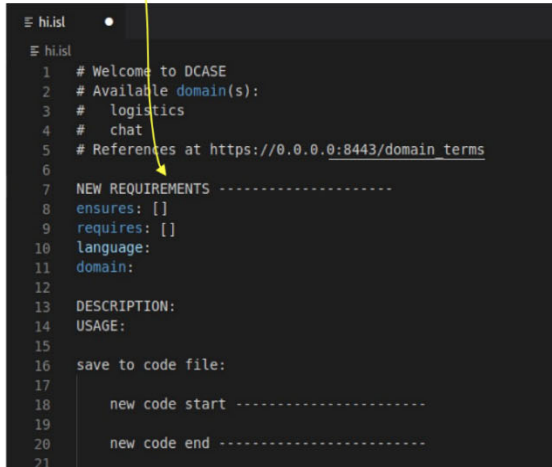 hi.isl
hi.isl
1 # Welcome to DCASE
2 # Available domain(s):
3 #   logistics
4 #   chat
5 # References at https://0.0.0.0:8443/domain_terms
6
7 NEW REQUIREMENTS ---------------------
8 ensures: []
9 requires: []
10 language:
11 domain:
12
13 DESCRIPTION:
14 USAGE:
15
16 save to code file:
17
18     new code start -----------------------
19
20     new code end -------------------------
21